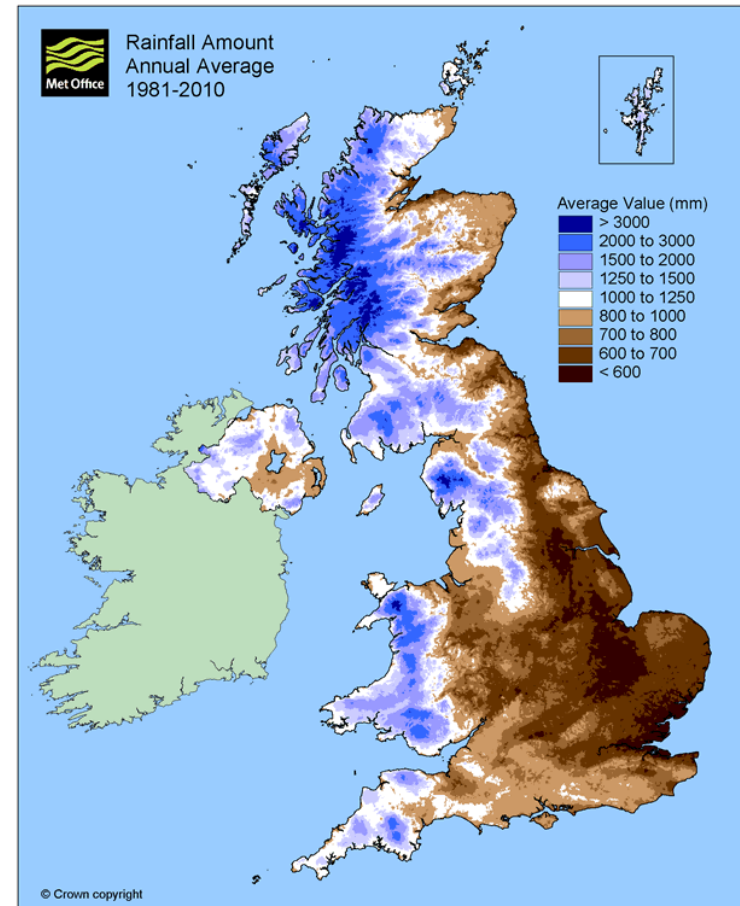 Met Office
Rainfall Amount
Annual Average
1981-2010
Average Value (mm)
> 3000
2000 to 3000
1500 to 2000
1250 to 1500
1000 to 1250
800 to 1000
700 to 800
600 to 700
< 600
© Crown copyright